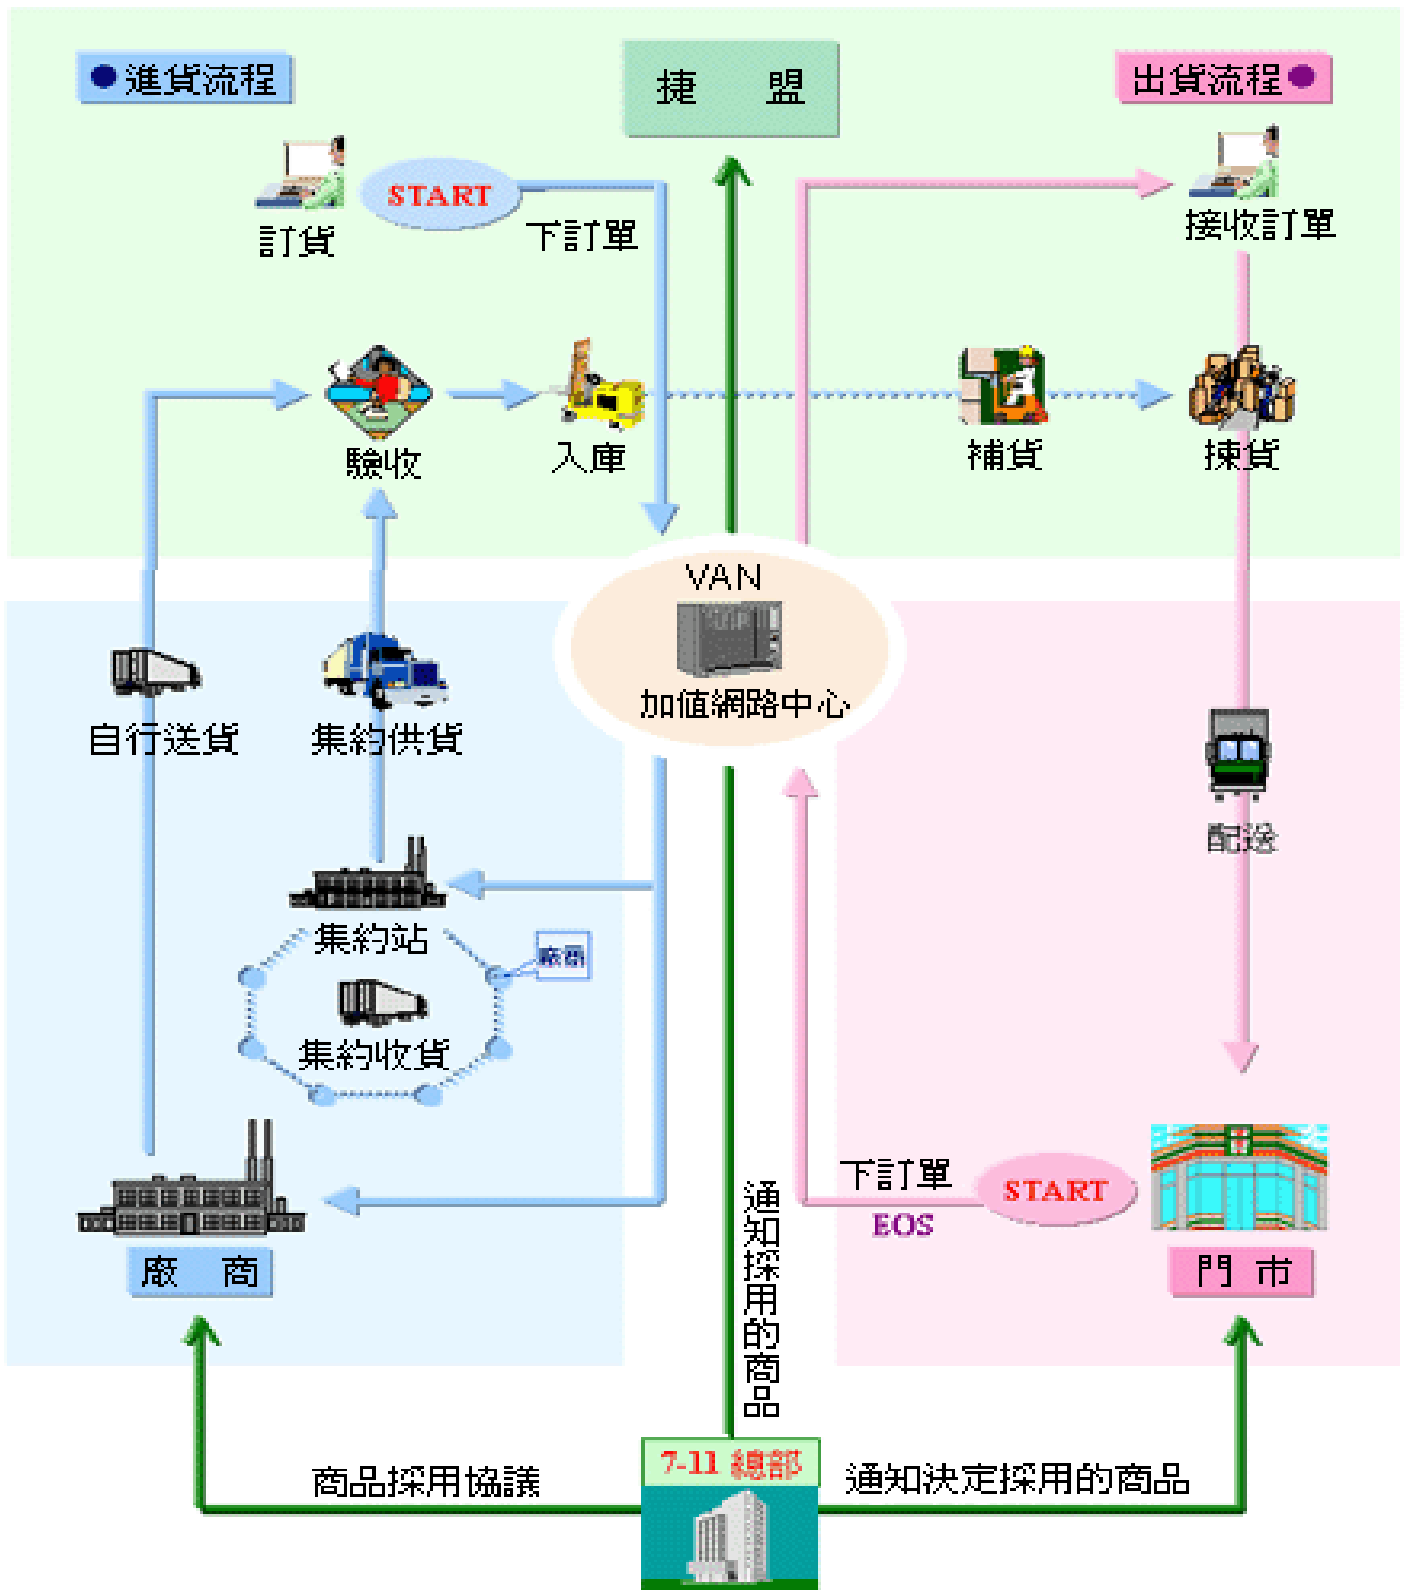 進貨流程
捷 盟
出貨流程
START
訂貨
下訂單
接收訂單
驗收
入庫
補貨
揀貨
VAN
加值網路中心
自行送貨
集約供貨
配送
集約站
廠商
集約收貨
下訂單
START
EOS
廠 商
門 市
通知採用的商品
7-11 總部
商品採用協議
通知決定採用的商品